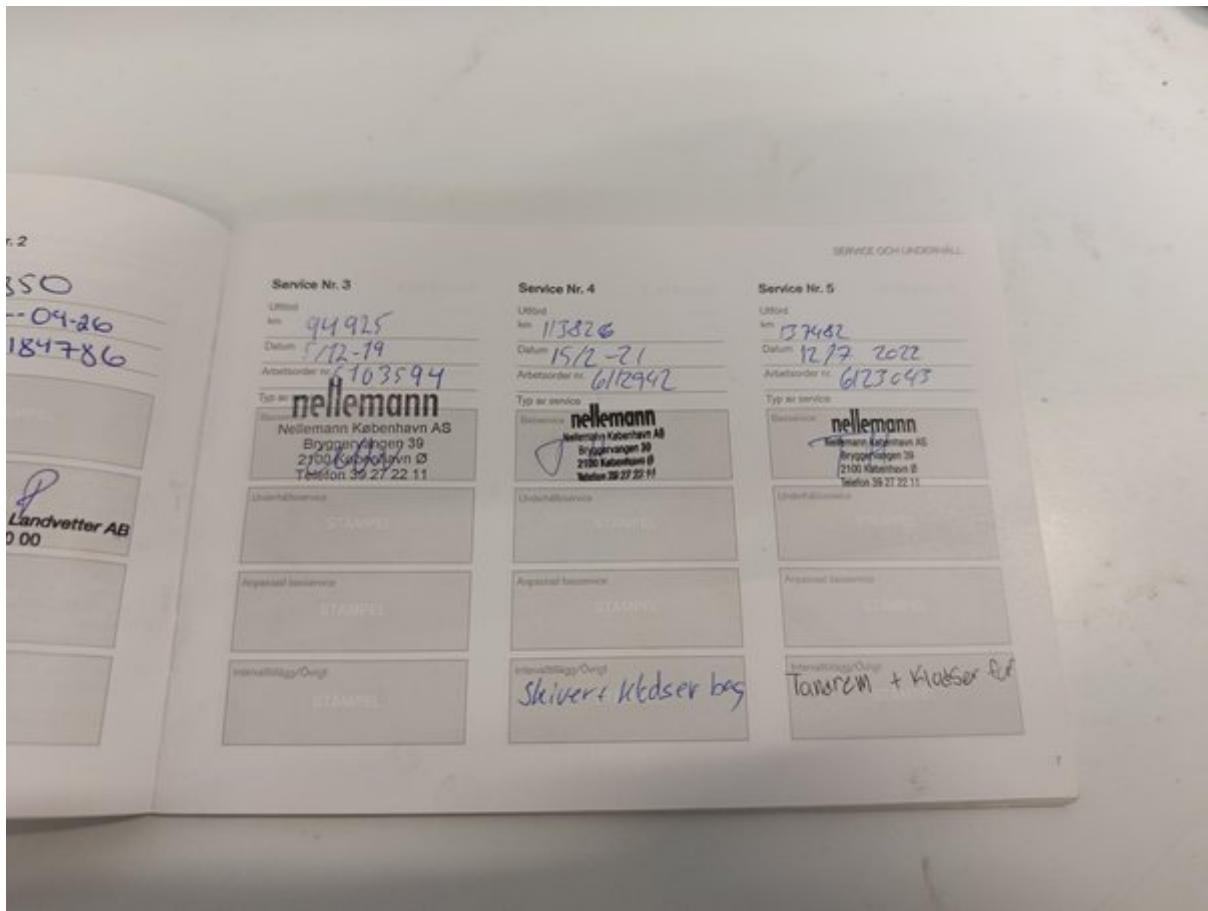 r. 2
350
--04-26
184786
Landvetter AB
0 00
SERVICE OCH UNDERHÅLL
Service Nr. 3
Utförd
km 94925
Datum 5/12-19
Arbetsorder nr. 6103594
Typ av
nellemann
Nellemann København AS
Bryggervangen 39
2100 København Ø
Telefon 39 27 22 11
Underhållsservice
STÄMPEL
Anpassad basservice
STÄMPEL
Intervalltillägg/Övrigt
STÄMPEL
Service Nr. 4
Utförd
km 113826
Datum 15/2-21
Arbetsorder nr. 6112942
Typ av service
Basservice
nellemann
Nellemann København AS
Bryggervangen 39
2100 København Ø
Telefon 39 27 22 11
Underhållsservice
STÄMPEL
Anpassad basservice
STÄMPEL
Intervalltillägg/Övrigt
Skiver + klodser bag
Service Nr. 5
Utförd
km 137482
Datum 12/7 2022
Arbetsorder nr. 6123043
Typ av service
Basservice
nellemann
Nellemann København AS
Bryggervangen 39
2100 København Ø
Telefon 39 27 22 11
Underhållsservice
STÄMPEL
Anpassad basservice
STÄMPEL
Intervalltillägg/Övrigt
Tandrem + klodser for
7